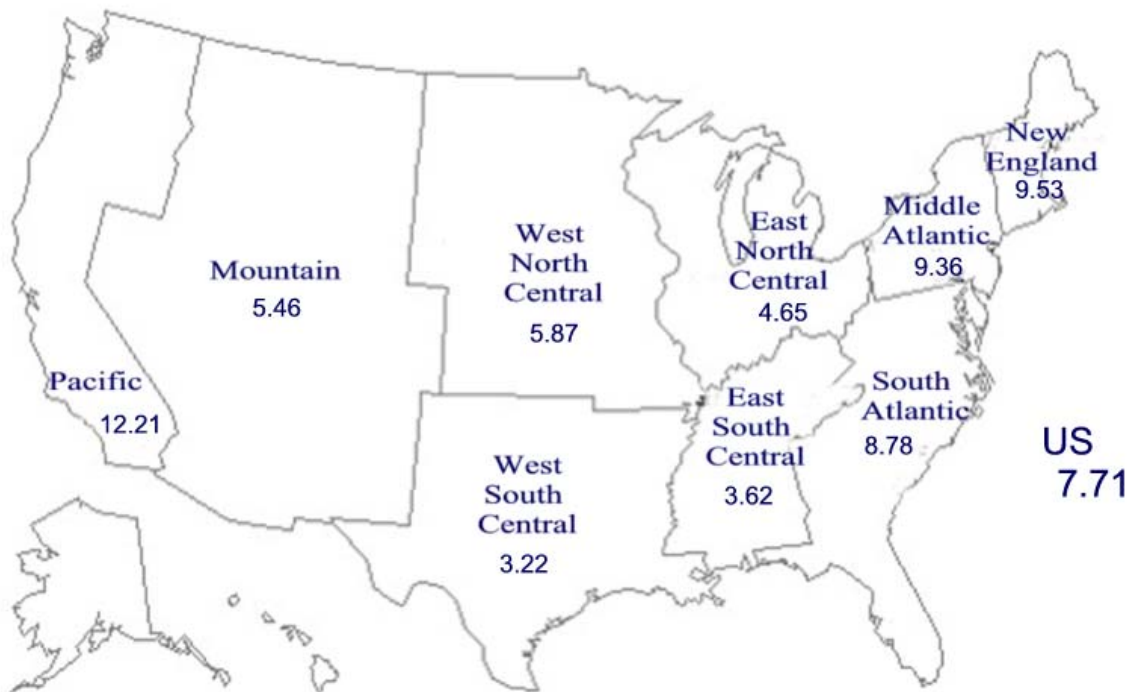 New
England
9.53
Middle
Atlantic
9.36
West
North
Central
5.87
East
North
Central
4.65
Mountain
5.46
Pacific
12.21
East
South
Central
3.62
South
Atlantic
8.78
US
7.71
West
South
Central
3.22